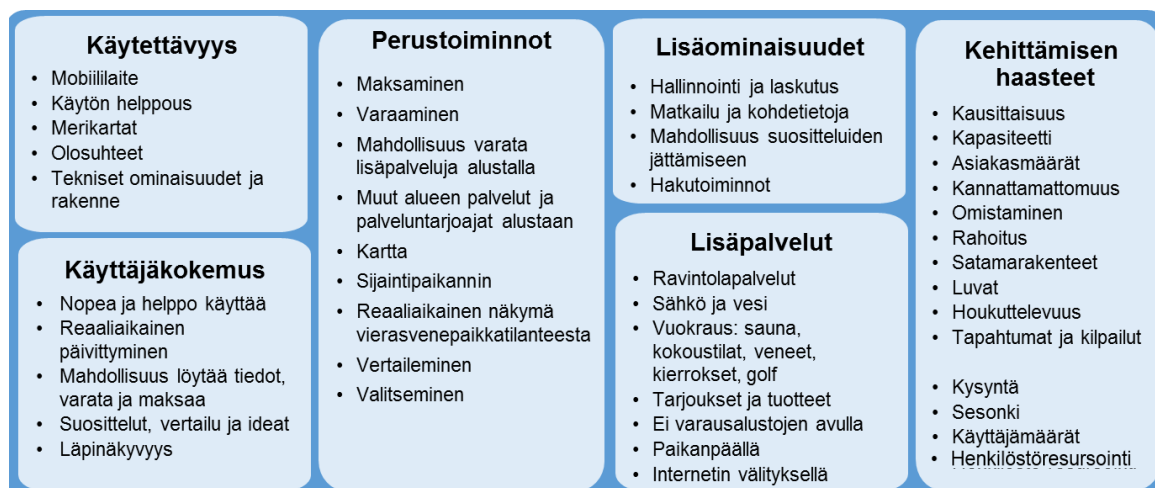 Käytettävyys
• Mobiililaite
• Käytön helppous
• Merikartat
• Olosuhteet
• Tekniset ominaisuudet ja
rakenne
Käyttäjäkokemus
• Nopea ja helppo käyttää
• Reaaliaikainen
päivittyminen
• Mahdollisuus löytää tiedot,
varata ja maksaa
• Suosittelut, vertailu ja ideat
• Läpinäkyvyys
Perustoiminnot
• Maksaminen
• Varaaminen
• Mahdollisuus varata
lisäpalveluja alustalla
• Muut alueen palvelut ja
palveluntarjoajat alustaan
• Kartta
• Sijaintipaikannin
• Reaaliaikainen näkymä
vierasvenepaikkatilanteesta
• Vertaileminen
• Valitseminen
Lisäominaisuudet
• Hallinnointi ja laskutus
• Matkailu ja kohdetietoja
• Mahdollisuus suositteluiden
jättämiseen
• Hakutoiminnot
Lisäpalvelut
• Ravintolapalvelut
• Sähkö ja vesi
• Vuokraus: sauna,
kokoustilat, veneet,
kierrokset, golf
• Tarjoukset ja tuotteet
• Ei varausalustojen avulla
• Paikanpäällä
• Internetin välityksellä
Kehittämisen
haasteet
• Kausittaisuus
• Kapasiteetti
• Asiakasmäärät
• Kannattamattomuus
• Omistaminen
• Rahoitus
• Satamarakenteet
• Luvat
• Houkuttelevuus
• Tapahtumat ja kilpailut
• Kysyntä
• Sesonki
• Käyttäjämäärät
• Henkilöstöresursointi